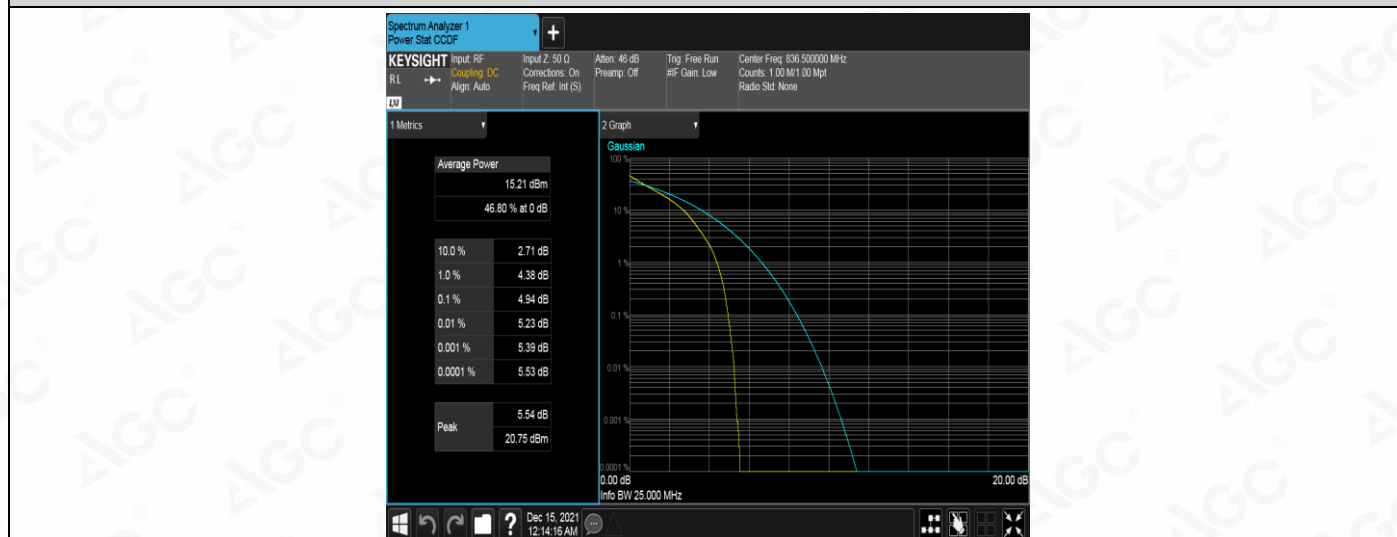 Spectrum Analyzer 1
Power Stat CCDF
+
KEYSIGHT
R L
LXI
Input: RF
Coupling: DC
Align: Auto
Input Z: 50 Ω
Corrections: On
Freq Ref: Int (S)
Atten: 46 dB
Preamp: Off
Trig: Free Run
#IF Gain: Low
Center Freq: 836.500000 MHz
Counts: 1.00 M/1.00 Mpt
Radio Std: None
1 Metrics
Average Power
15.21 dBm
46.80 % at 0 dB
10.0 % 2.71 dB
1.0 % 4.38 dB
0.1 % 4.94 dB
0.01 % 5.23 dB
0.001 % 5.39 dB
0.0001 % 5.53 dB
Peak
5.54 dB
20.75 dBm
2 Graph
Gaussian
100 %
10 %
1 %
0.1 %
0.01 %
0.001 %
0.0001 %
0.00 dB 20.00 dB
Info BW 25.000 MHz
?
Dec 15, 2021
12:14:16 AM
AGC